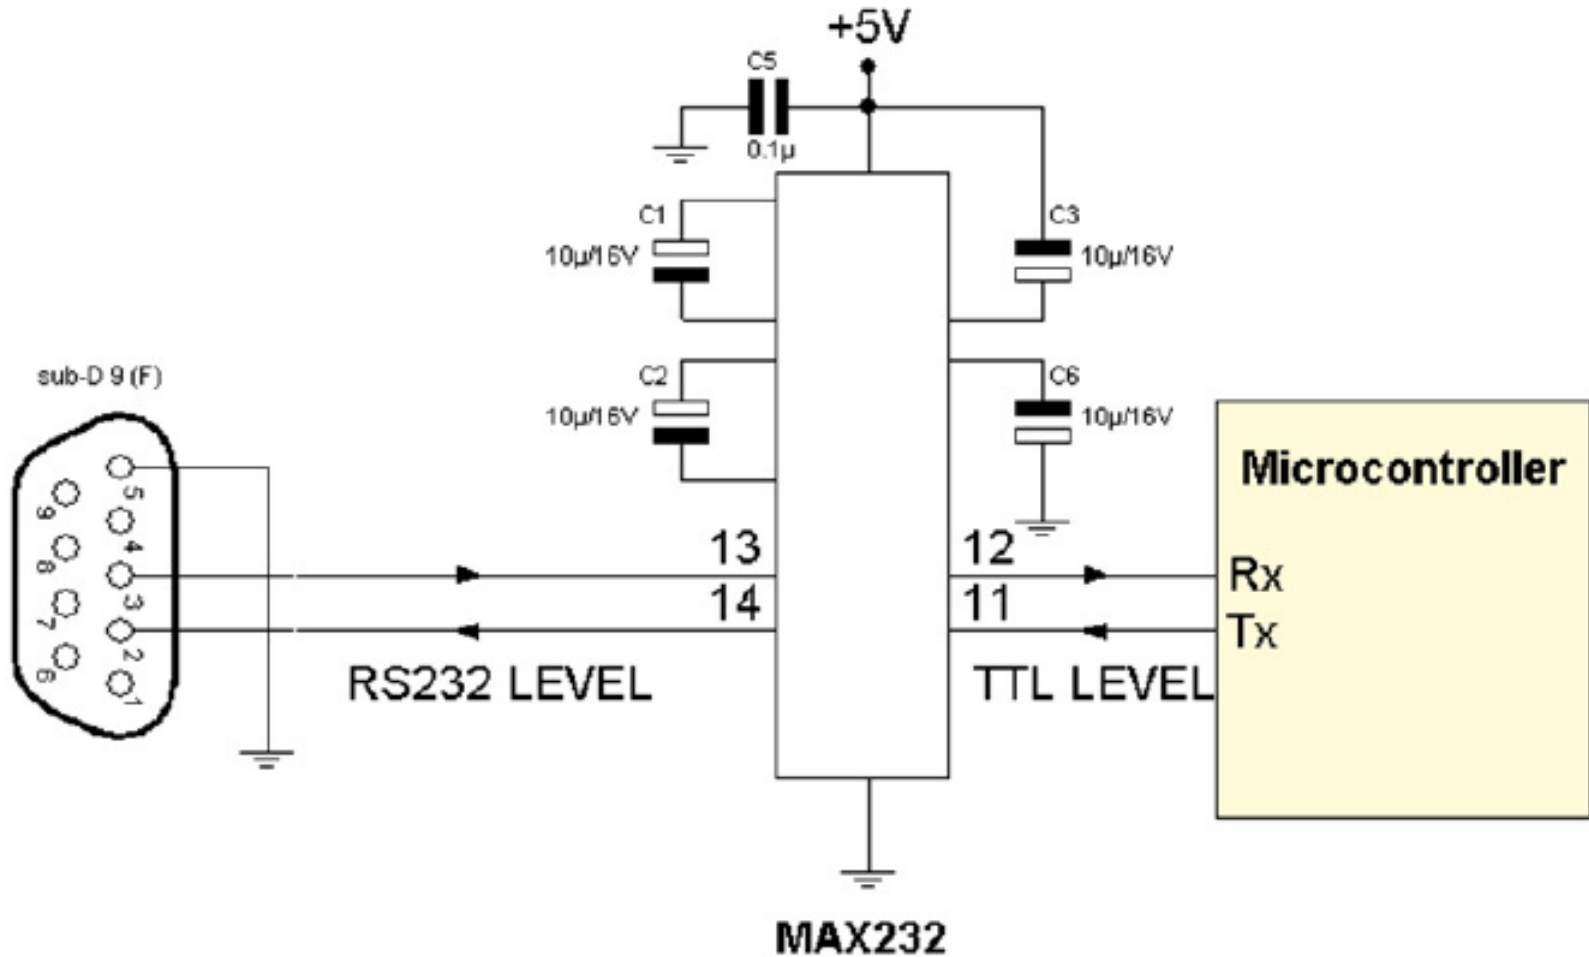 +5V
C5
0.1µ
C1
10µ/16V
C3
10µ/16V
C2
10µ/16V
C6
10µ/16V
sub-D 9 (F)
5
9
4
8
3
7
2
6
1
13
14
12
11
RS232 LEVEL
TTL LEVEL
Microcontroller
Rx
Tx
MAX232